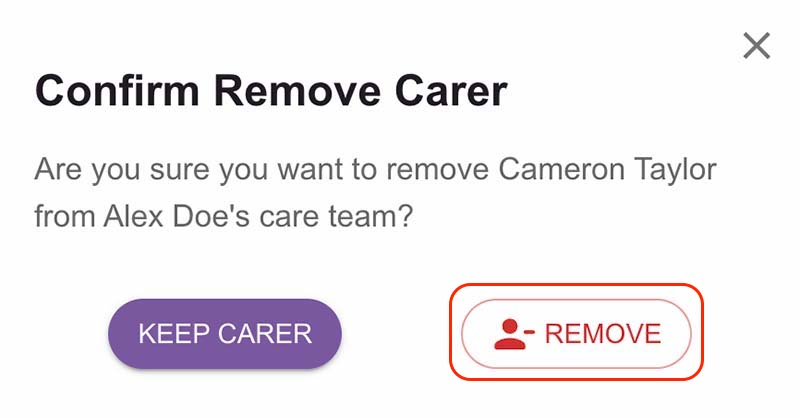 Confirm Remove Carer
Are you sure you want to remove Cameron Taylor
from Alex Doe's care team?
KEEP CARER
REMOVE